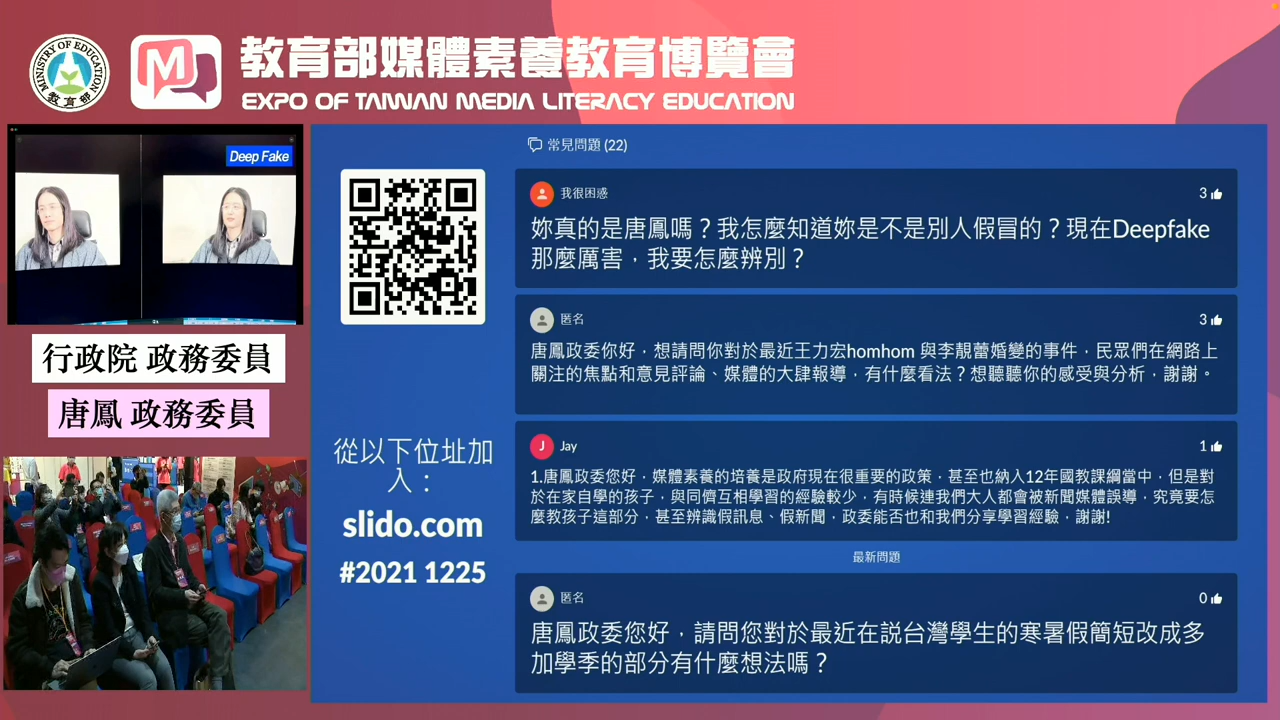 MINISTRY OF EDUCATION
教育部
M
教育部媒體素養教育博覽會
EXPO OF TAIWAN MEDIA LITERACY EDUCATION
Deep Fake
行政院 政務委員
唐鳳 政務委員
從以下位址加
入：
slido.com
#2021 1225
常見問題 (22)
我很困惑
3
妳真的是唐鳳嗎？我怎麼知道妳是不是別人假冒的？現在Deepfake
那麼厲害，我要怎麼辨別？
匿名
3
唐鳳政委你好，想請問你對於最近王力宏homhom 與李靚蕾婚變的事件，民眾們在網路上
關注的焦點和意見評論、媒體的大肆報導，有什麼看法？想聽聽你的感受與分析，謝謝。
J
Jay
1
1.唐鳳政委您好，媒體素養的培養是政府現在很重要的政策，甚至也納入12年國教課綱當中，但是對
於在家自學的孩子，與同儕互相學習的經驗較少，有時候連我們大人都會被新聞媒體誤導，究竟要怎
麼教孩子這部分，甚至辨識假訊息、假新聞，政委能否也和我們分享學習經驗，謝謝!
最新問題
匿名
0
唐鳳政委您好，請問您對於最近在説台灣學生的寒暑假簡短改成多
加學季的部分有什麼想法嗎？